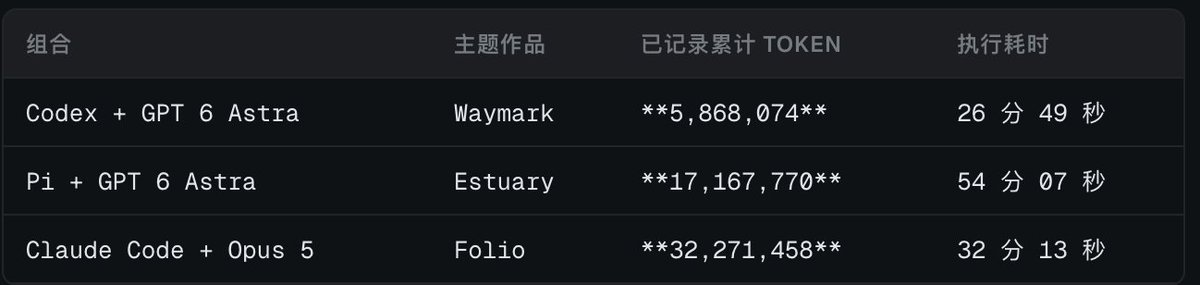 组合 主题作品 已记录累计 TOKEN 执行耗时
Codex + GPT 6 Astra Waymark **5,868,074** 26 分 49 秒
Pi + GPT 6 Astra Estuary **17,167,770** 54 分 07 秒
Claude Code + Opus 5 Folio **32,271,458** 32 分 13 秒